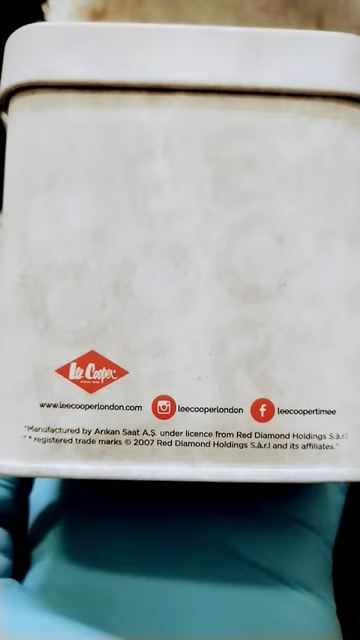 Lee Cooper
www.leecooperlondon.com leecooperlondon leecoopertimee
"Manufactured by Arıkan Saat A.Ş. under licence from Red Diamond Holdings S.à.r.l
"* registered trade marks © 2007 Red Diamond Holdings S.à.r.l and its affiliates."